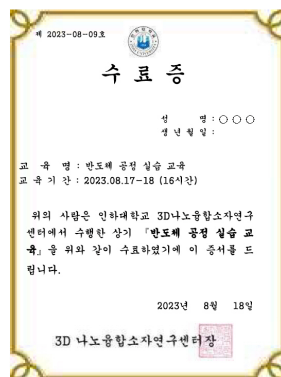 제 2023-08-09호
수료증
성 명 : ○○○
생년월일 :
교 육 명 : 반도체 공정 실습 교육
교육기간 : 2023.08.17-18 (16시간)
위의 사람은 인하대학교 3D나노융합소자연구
센터에서 수행한 상기 『반도체 공정 실습 교
육』을 위와 같이 수료하였기에 이 증서를 드
립니다.
2023년 8월 18일
3D 나노융합소자연구센터장